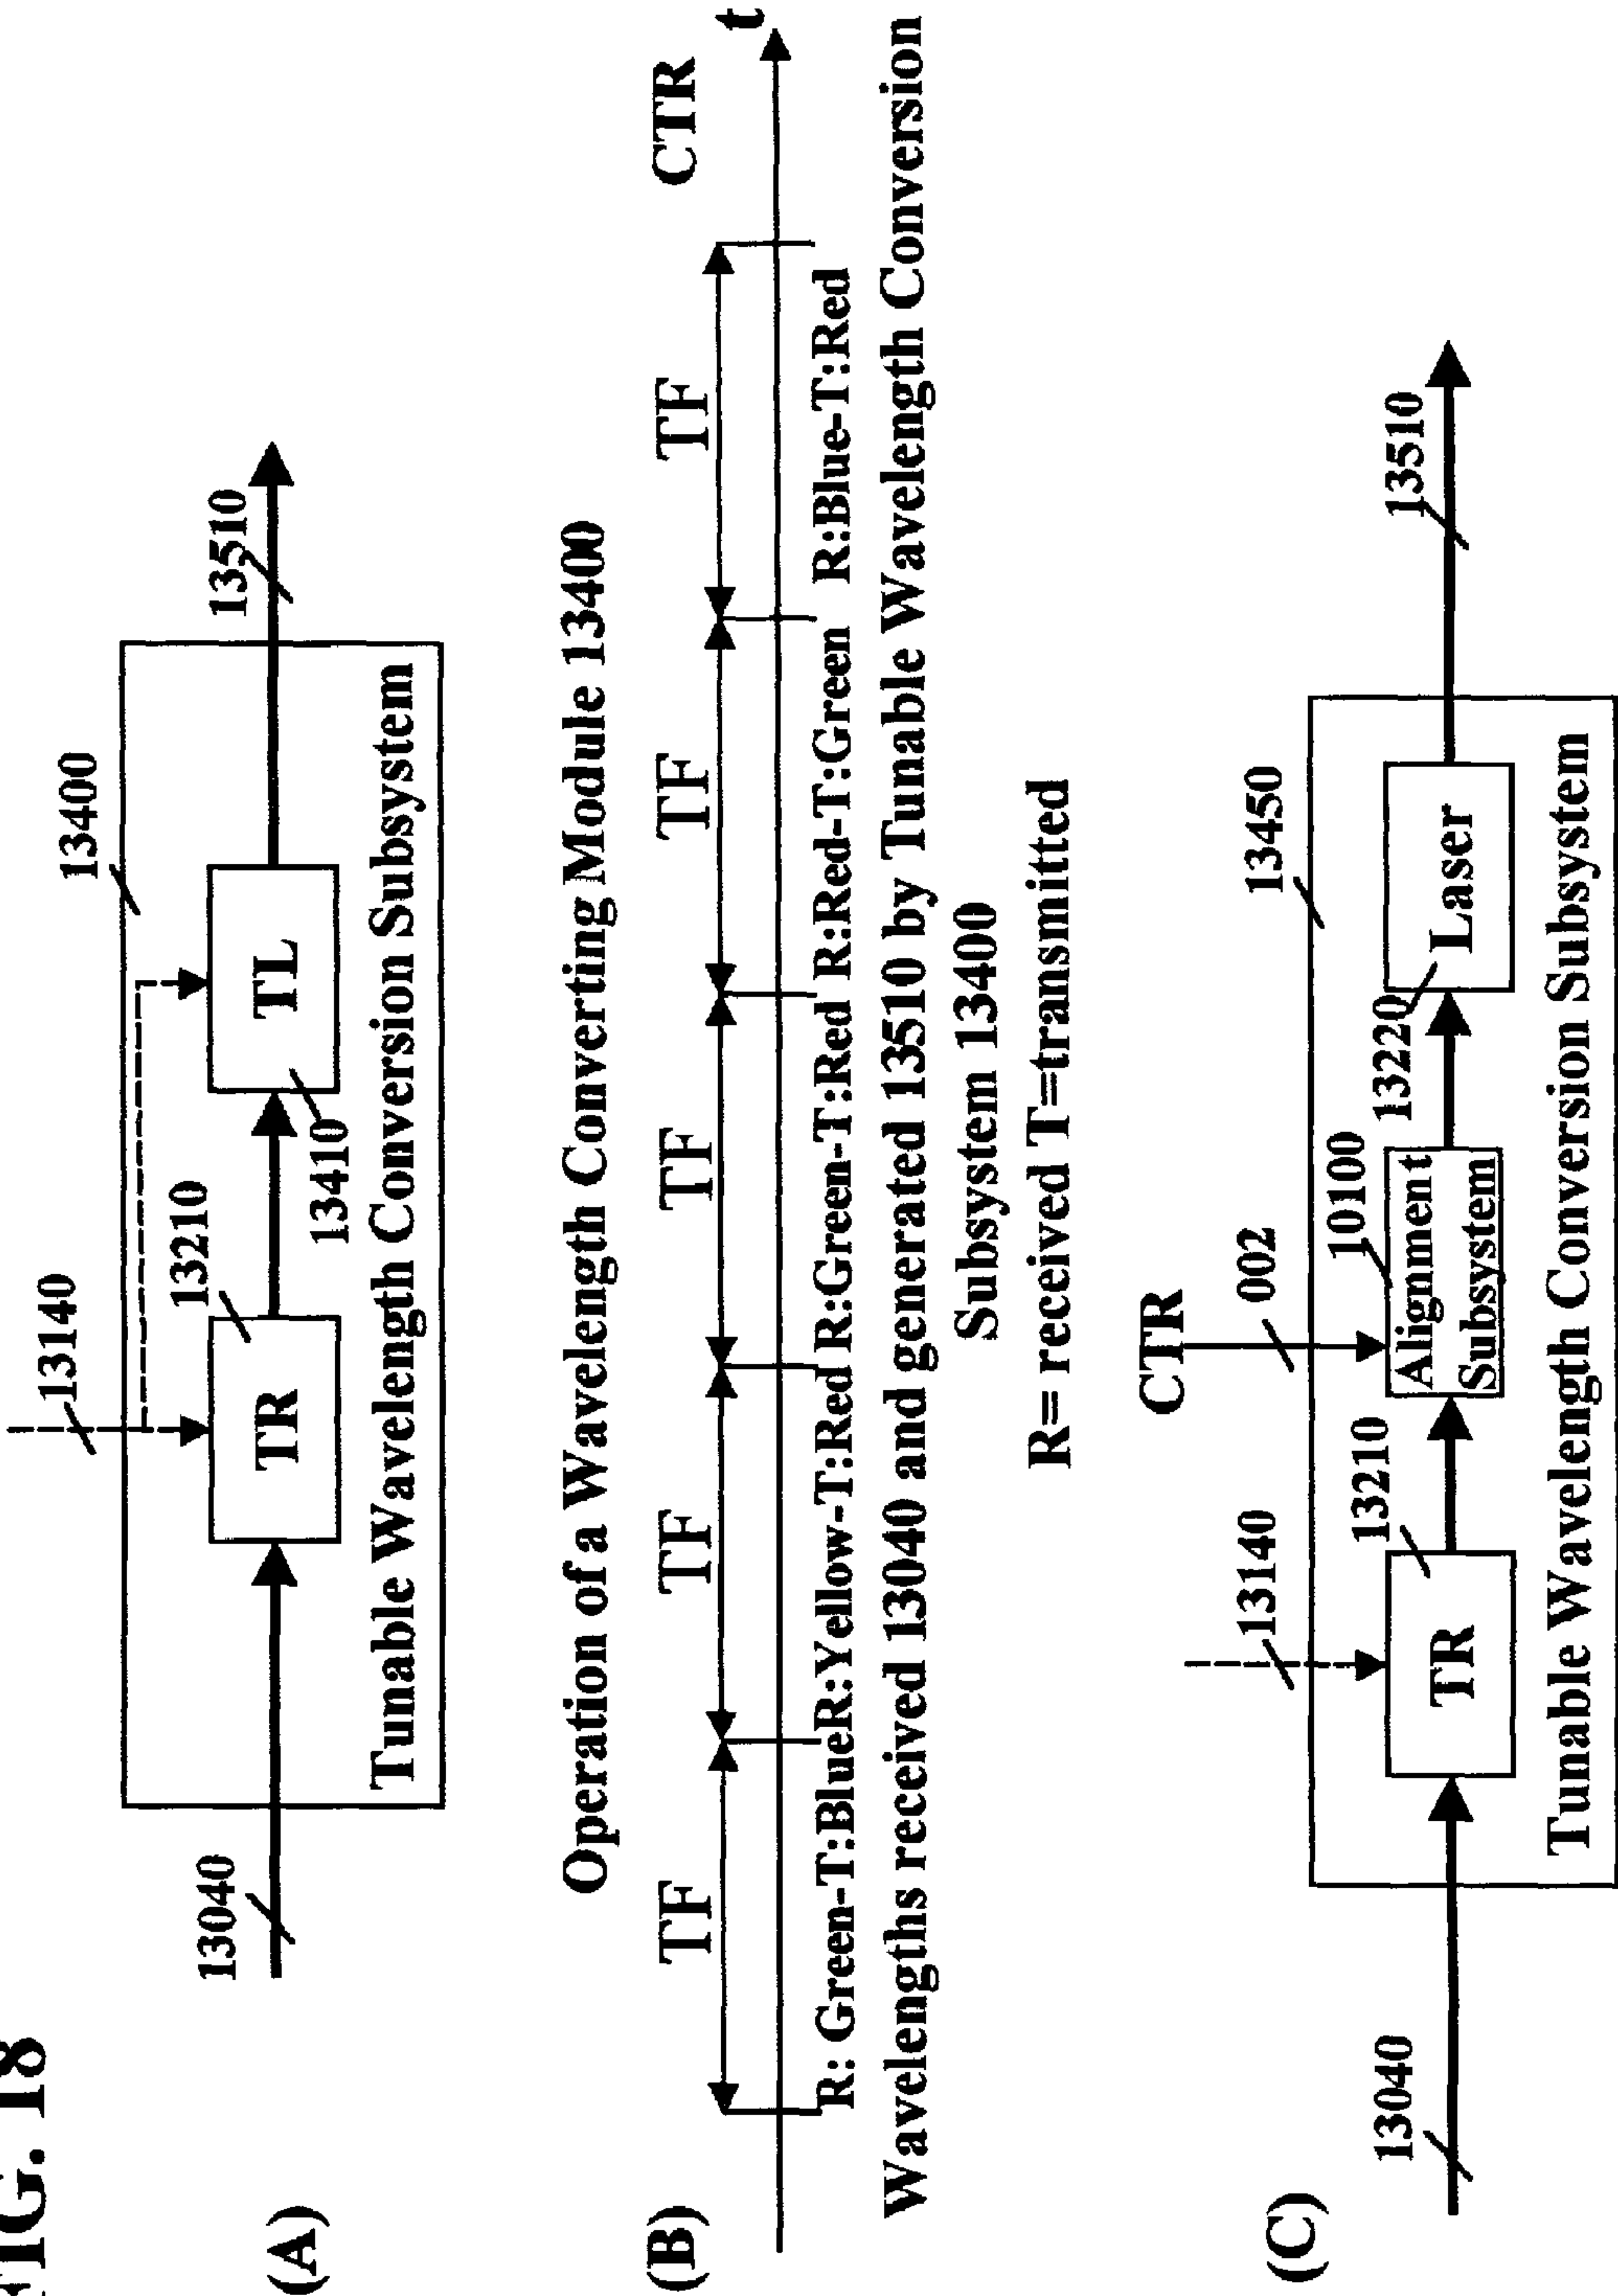 FIG. 18
(A)
13140
13400
13040
13210
TR
13410
TL
13510
Tunable Wavelength Conversion Subsystem
Operation of a Wavelength Converting Module 13400
(B)
TF
TF
TF
TF
TF
CTR
t
R: Green-T:Blue
R:Yellow-T:Red
R:Green-T:Red
R:Red-T:Green
R:Blue-T:Red
Wavelengths received 13040 and generated 13510 by Tunable Wavelength Conversion
Subsystem 13400
R= received T=transmitted
(C)
CTR
13140
002
13450
13040
13210
TR
10100
Alignment
Subsystem
13220
Laser
13510
Tunable Wavelength Conversion Subsystem